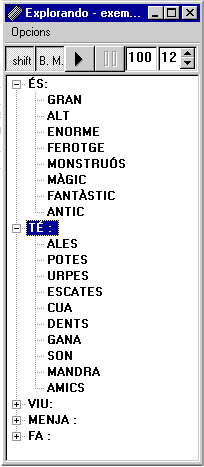 Explorando - exem...
Opcions
shift B. M. 100 12
ÉS:
GRAN
ALT
ENORME
FEROTGE
MONSTRUÓS
MÀGIC
FANTÀSTIC
ANTIC
TÉ :
ALES
POTES
URPES
ESCATES
CUA
DENTS
GANA
SON
MANDRA
AMICS
VIU:
MENJA :
FA :